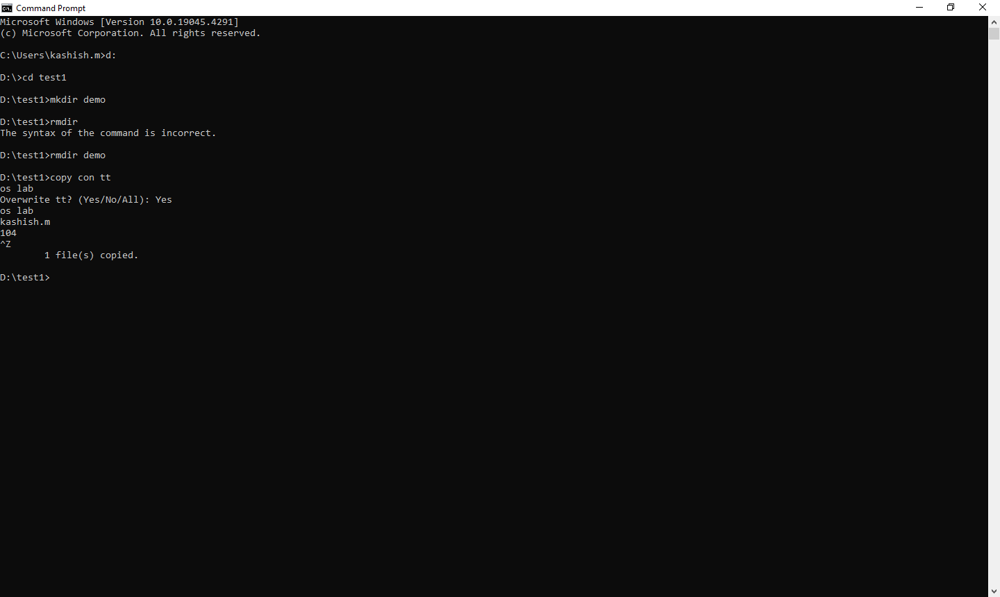 Command Prompt
Microsoft Windows [Version 10.0.19045.4291]
(c) Microsoft Corporation. All rights reserved.
C:\Users\kashish.m>d:
D:\>cd test1
D:\test1>mkdir demo
D:\test1>rmdir
The syntax of the command is incorrect.
D:\test1>rmdir demo
D:\test1>copy con tt
os lab
Overwrite tt? (Yes/No/All): Yes
os lab
kashish.m
104
^Z
        1 file(s) copied.
D:\test1>